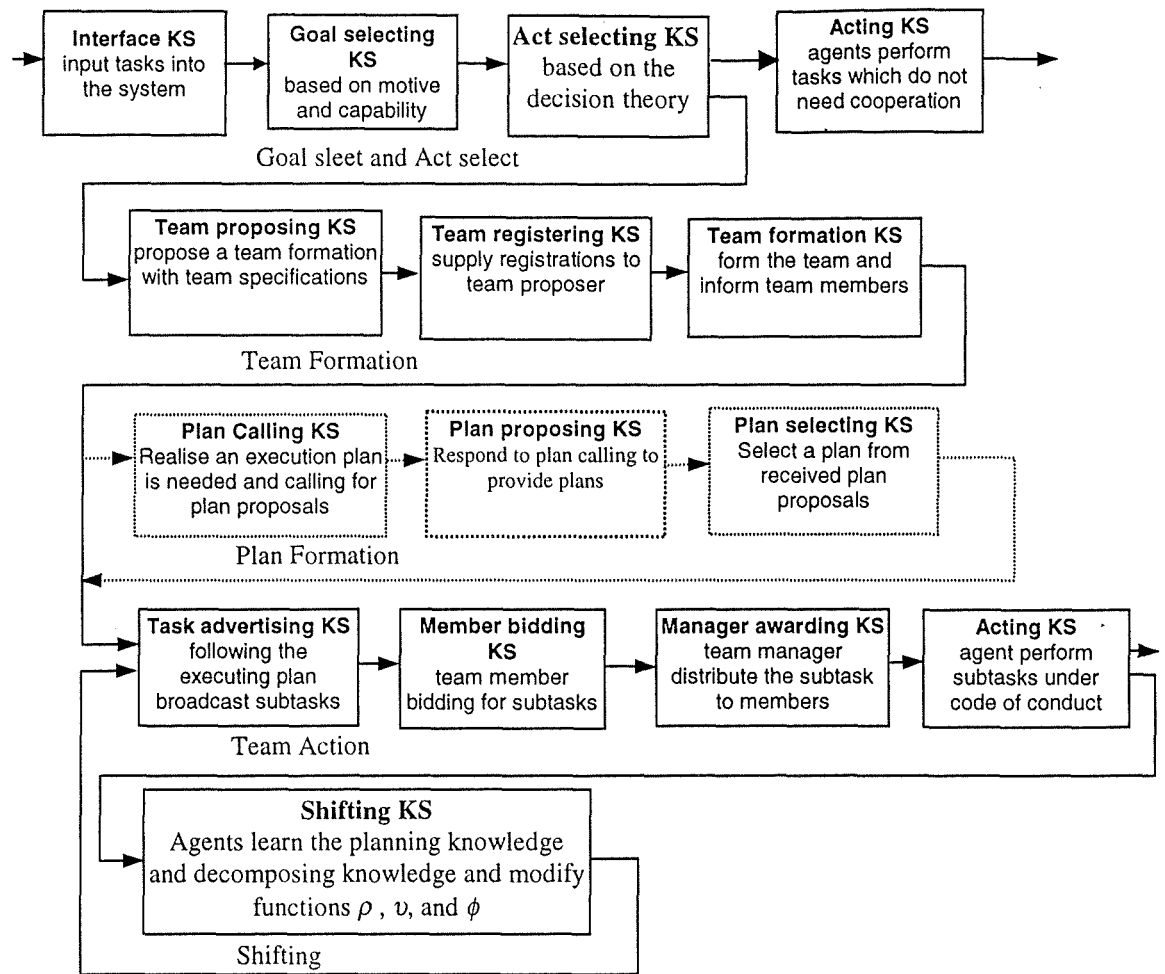 Interface KS
input tasks into
the system
Goal selecting
KS
based on motive
and capability
Act selecting KS
based on the
decision theory
Acting KS
agents perform
tasks which do not
need cooperation
Goal sleet and Act select
Team proposing KS
propose a team formation
with team specifications
Team registering KS
supply registrations to
team proposer
Team formation KS
form the team and
inform team members
Team Formation
Plan Calling KS
Realise an execution plan
is needed and calling for
plan proposals
Plan proposing KS
Respond to plan calling to
provide plans
Plan selecting KS
Select a plan from
received plan
proposals
Plan Formation
Task advertising KS
following the
executing plan
broadcast subtasks
Member bidding
KS
team member
bidding for subtasks
Manager awarding KS
team manager
distribute the subtask
to members
Acting KS
agent perform
subtasks under
code of conduct
Team Action
Shifting KS
Agents learn the planning knowledge
and decomposing knowledge and modify
functions ρ , υ, and ϕ
Shifting